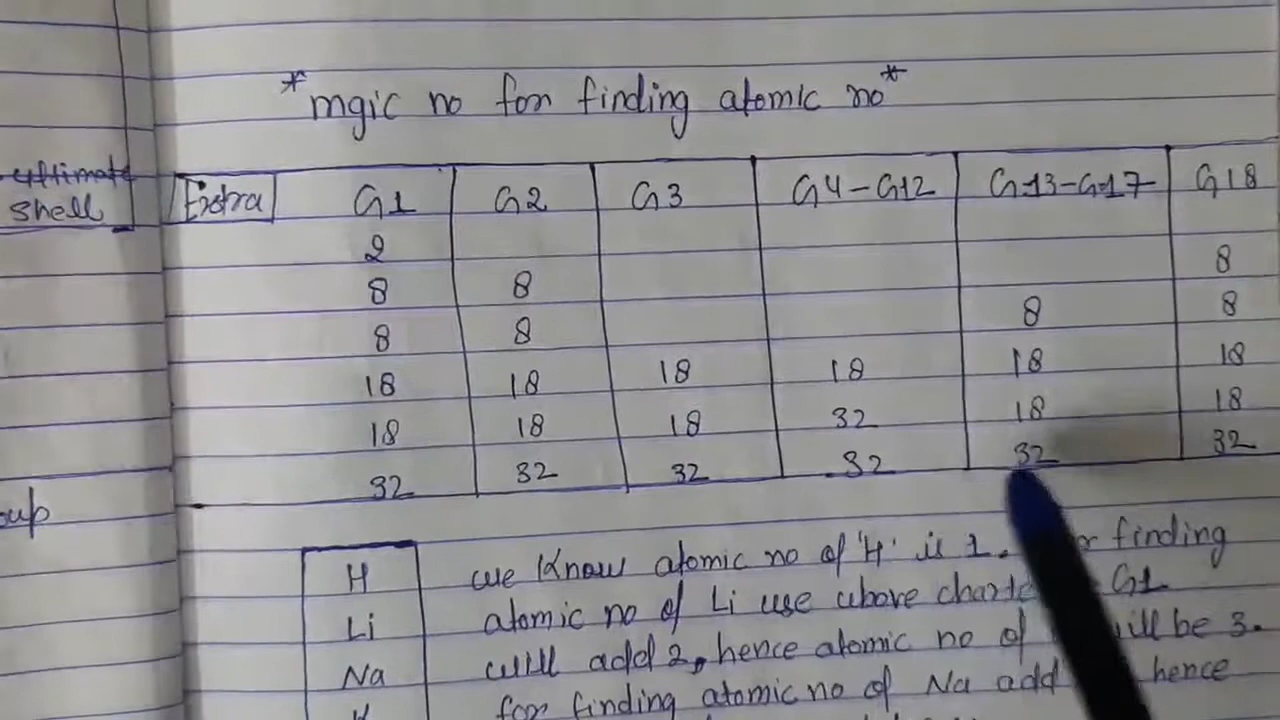 *mgic no for finding atomic no*
ultimate
shell
Extra G1 G2 G3 G4-G12 G13-G17 G18
2
8 8 8
8 8 8 8
18 18 18 18 18 18
18 18 18 32 18 18
32 32 32 32 32 32
H we know atomic no of 'H' is 1. finding
Li atomic no of Li use above chart G1
Na will add 2, hence atomic no of will be 3.
for finding atomic no of Na add hence